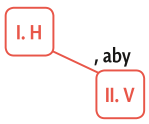 I. H
, aby
II. V